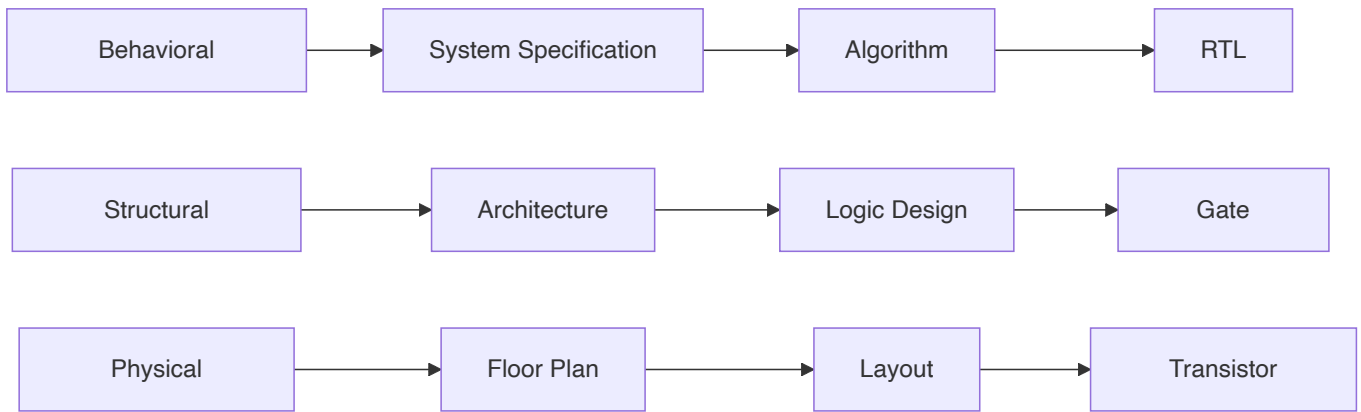 Behavioral
System Specification
Algorithm
RTL
Structural
Architecture
Logic Design
Gate
Physical
Floor Plan
Layout
Transistor